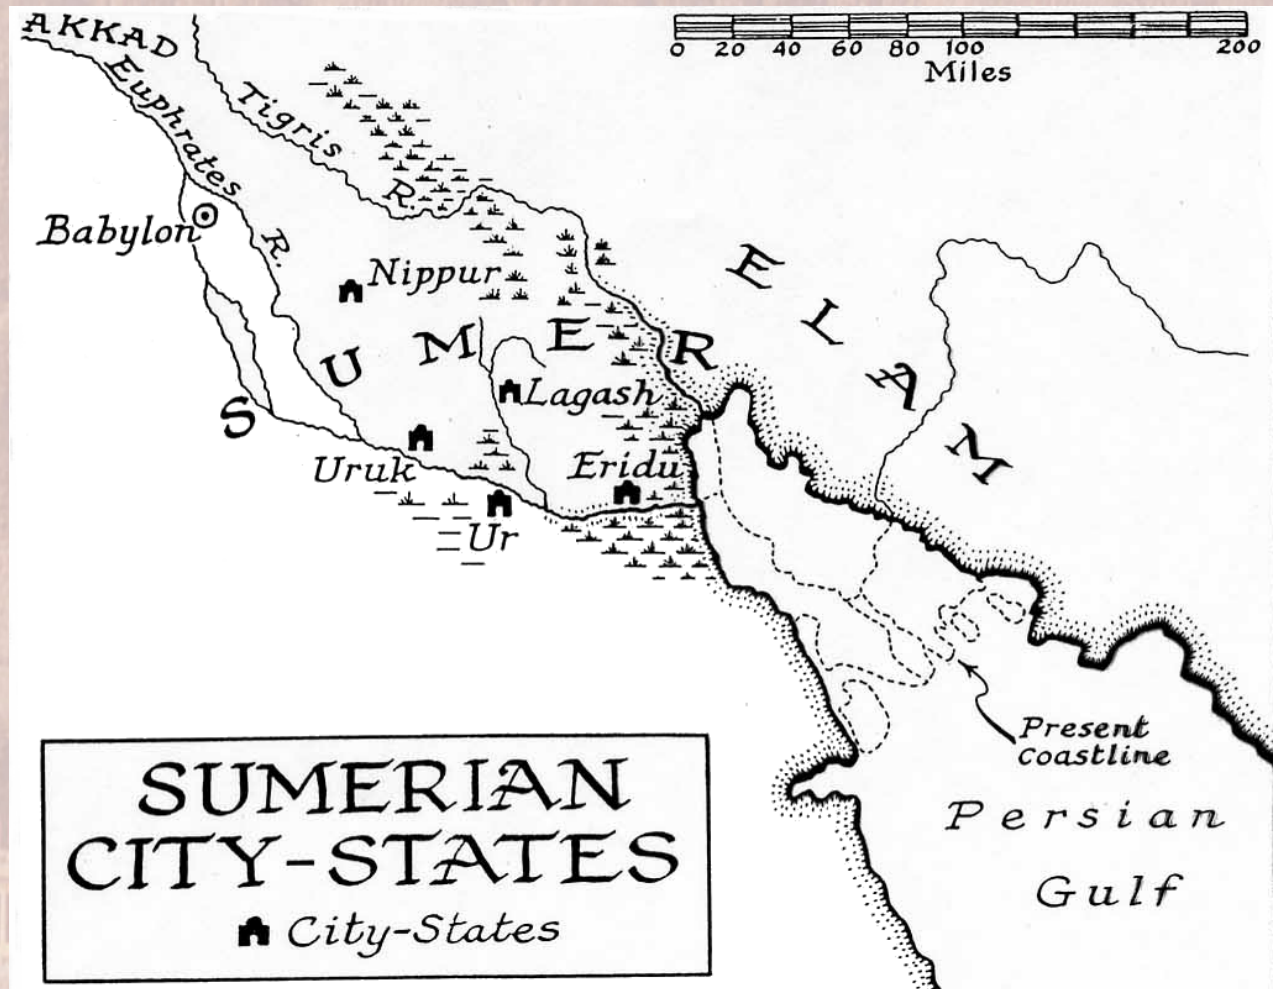 AKKAD
Euphrates R.
Tigris R.
0 20 40 60 80 100 200
Miles
Babylon
Nippur
SUMER
ELAM
Lagash
Uruk
Eridu
Ur
Present
Coastline
Persian
Gulf
SUMERIAN
CITY-STATES
City-States